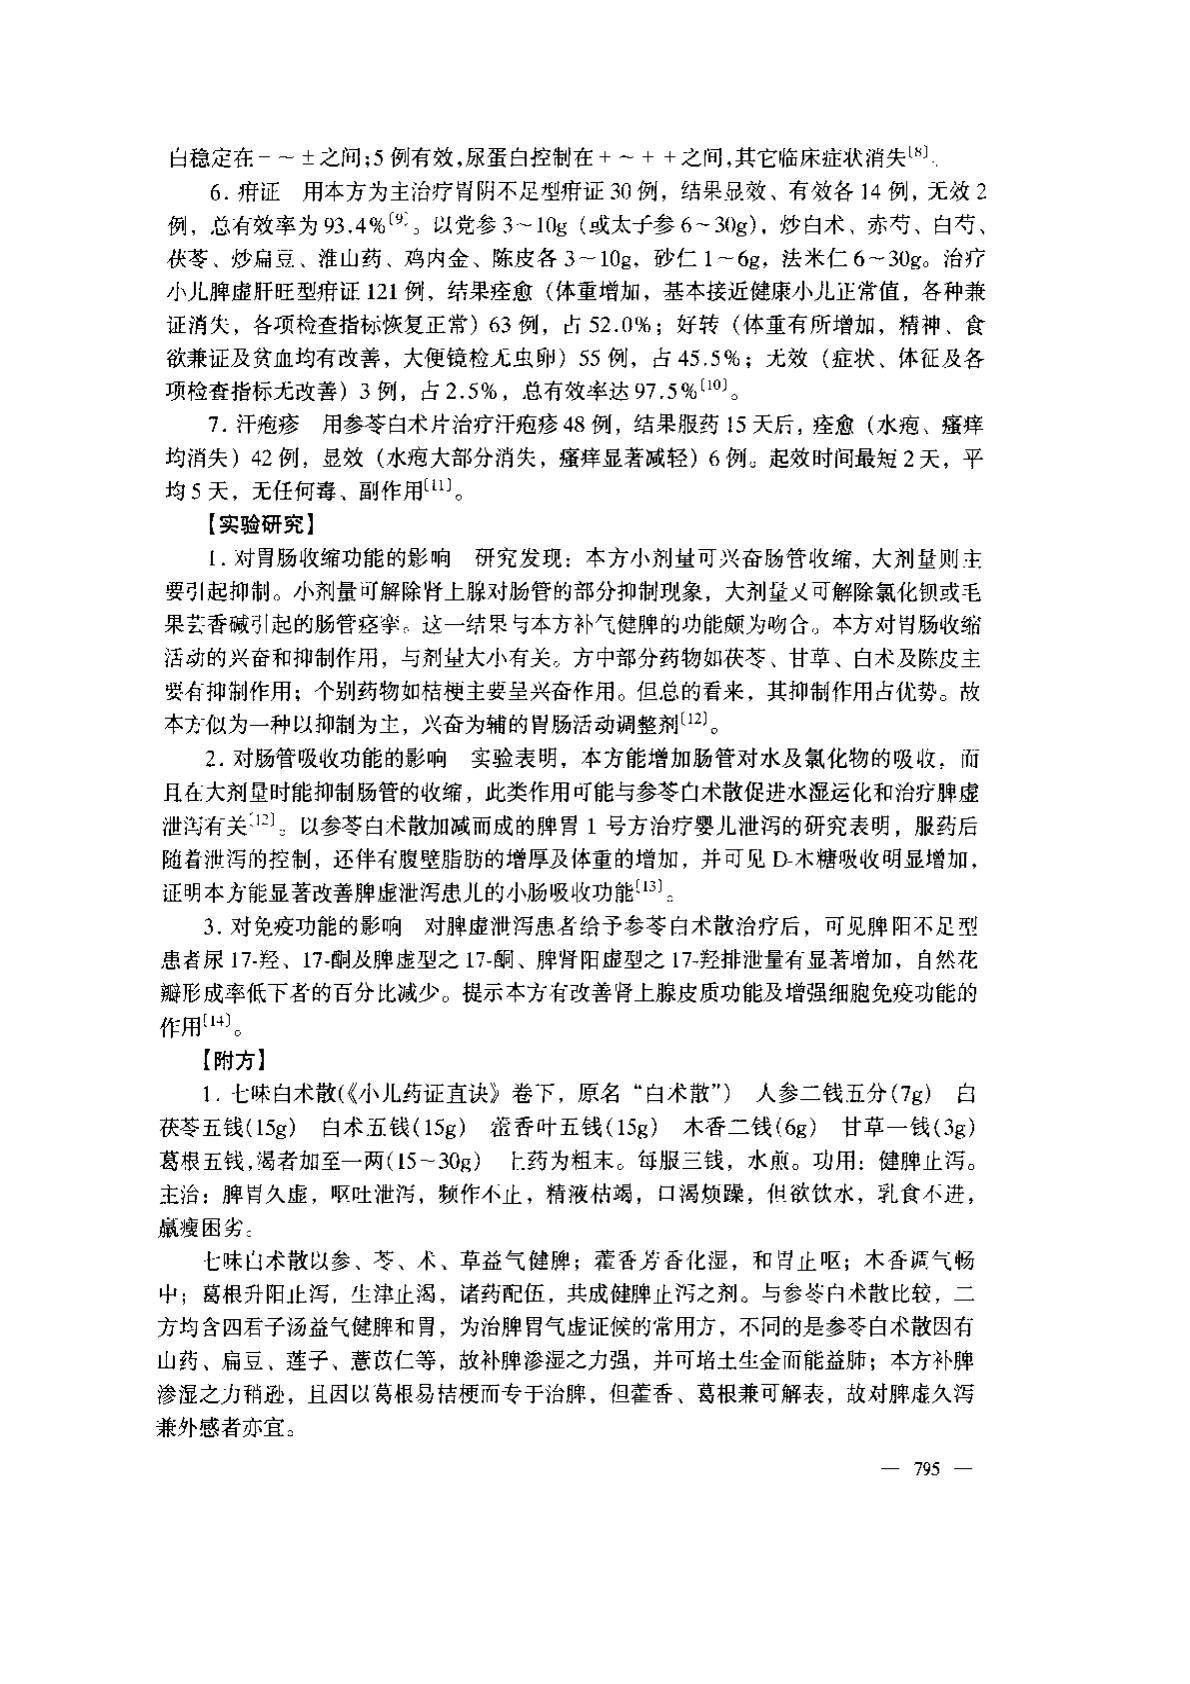 白稳定在－～±之间;5例有效,尿蛋白控制在＋～＋＋之间,其它临床症状消失〔8〕。
6. 疳证　用本方为主治疗胃阴不足型疳证30例，结果显效、有效各14例，无效2
例，总有效率为93.4%〔9〕。以党参3～10g（或太子参6～30g），炒白术、赤芍、白芍、
茯苓、炒扁豆、淮山药、鸡内金、陈皮各3～10g，砂仁1～6g，法米仁6～30g。治疗
小儿脾虚肝旺型疳证121例，结果痊愈（体重增加，基本接近健康小儿正常值，各种兼
证消失，各项检查指标恢复正常）63例，占52.0%；好转（体重有所增加，精神、食
欲兼证及贫血均有改善，大便镜检无虫卵）55例，占45.5%；无效（症状、体征及各
项检查指标无改善）3例，占2.5%，总有效率达97.5%〔10〕。
7. 汗疱疹　用参苓白术片治疗汗疱疹48例，结果服药15天后，痊愈（水疱、瘙痒
均消失）42例，显效（水疱大部分消失，瘙痒显著减轻）6例。起效时间最短2天，平
均5天，无任何毒、副作用〔11〕。
【实验研究】
1. 对胃肠收缩功能的影响　研究发现：本方小剂量可兴奋肠管收缩，大剂量则主
要引起抑制。小剂量可解除肾上腺对肠管的部分抑制现象，大剂量又可解除氯化钡或毛
果芸香碱引起的肠管痉挛。这一结果与本方补气健脾的功能颇为吻合。本方对胃肠收缩
活动的兴奋和抑制作用，与剂量大小有关。方中部分药物如茯苓、甘草、白术及陈皮主
要有抑制作用；个别药物如桔梗主要呈兴奋作用。但总的看来，其抑制作用占优势。故
本方似为一种以抑制为主，兴奋为辅的胃肠活动调整剂〔12〕。
2. 对肠管吸收功能的影响　实验表明，本方能增加肠管对水及氯化物的吸收，而
且在大剂量时能抑制肠管的收缩，此类作用可能与参苓白术散促进水湿运化和治疗脾虚
泄泻有关〔12〕。以参苓白术散加减而成的脾胃1号方治疗婴儿泄泻的研究表明，服药后
随着泄泻的控制，还伴有腹壁脂肪的增厚及体重的增加，并可见D-木糖吸收明显增加，
证明本方能显著改善脾虚泄泻患儿的小肠吸收功能〔13〕。
3. 对免疫功能的影响　对脾虚泄泻患者给予参苓白术散治疗后，可见脾阳不足型
患者尿17-羟、17-酮及脾虚型之17-酮、脾肾阳虚型之17-羟排泄量有显著增加，自然花
瓣形成率低下者的百分比减少。提示本方有改善肾上腺皮质功能及增强细胞免疫功能的
作用〔14〕。
【附方】
1. 七味白术散(《小儿药证直诀》卷下，原名“白术散”）　人参二钱五分(7g)　白
茯苓五钱(15g)　白术五钱(15g)　藿香叶五钱(15g)　木香二钱(6g)　甘草一钱(3g)
葛根五钱,渴者加至一两(15～30g)　上药为粗末。每服三钱，水煎。功用：健脾止泻。
主治：脾胃久虚，呕吐泄泻，频作不止，精液枯竭，口渴烦躁，但欲饮水，乳食不进，
羸瘦困劣。
七味白术散以参、苓、术、草益气健脾；藿香芳香化湿，和胃止呕；木香调气畅
中；葛根升阳止泻，生津止渴，诸药配伍，共成健脾止泻之剂。与参苓白术散比较，二
方均含四君子汤益气健脾和胃，为治脾胃气虚证候的常用方，不同的是参苓白术散因有
山药、扁豆、莲子、薏苡仁等，故补脾渗湿之力强，并可培土生金而能益肺；本方补脾
渗湿之力稍逊，且因以葛根易桔梗而专于治脾，但藿香、葛根兼可解表，故对脾虚久泻
兼外感者亦宜。
— 795 —